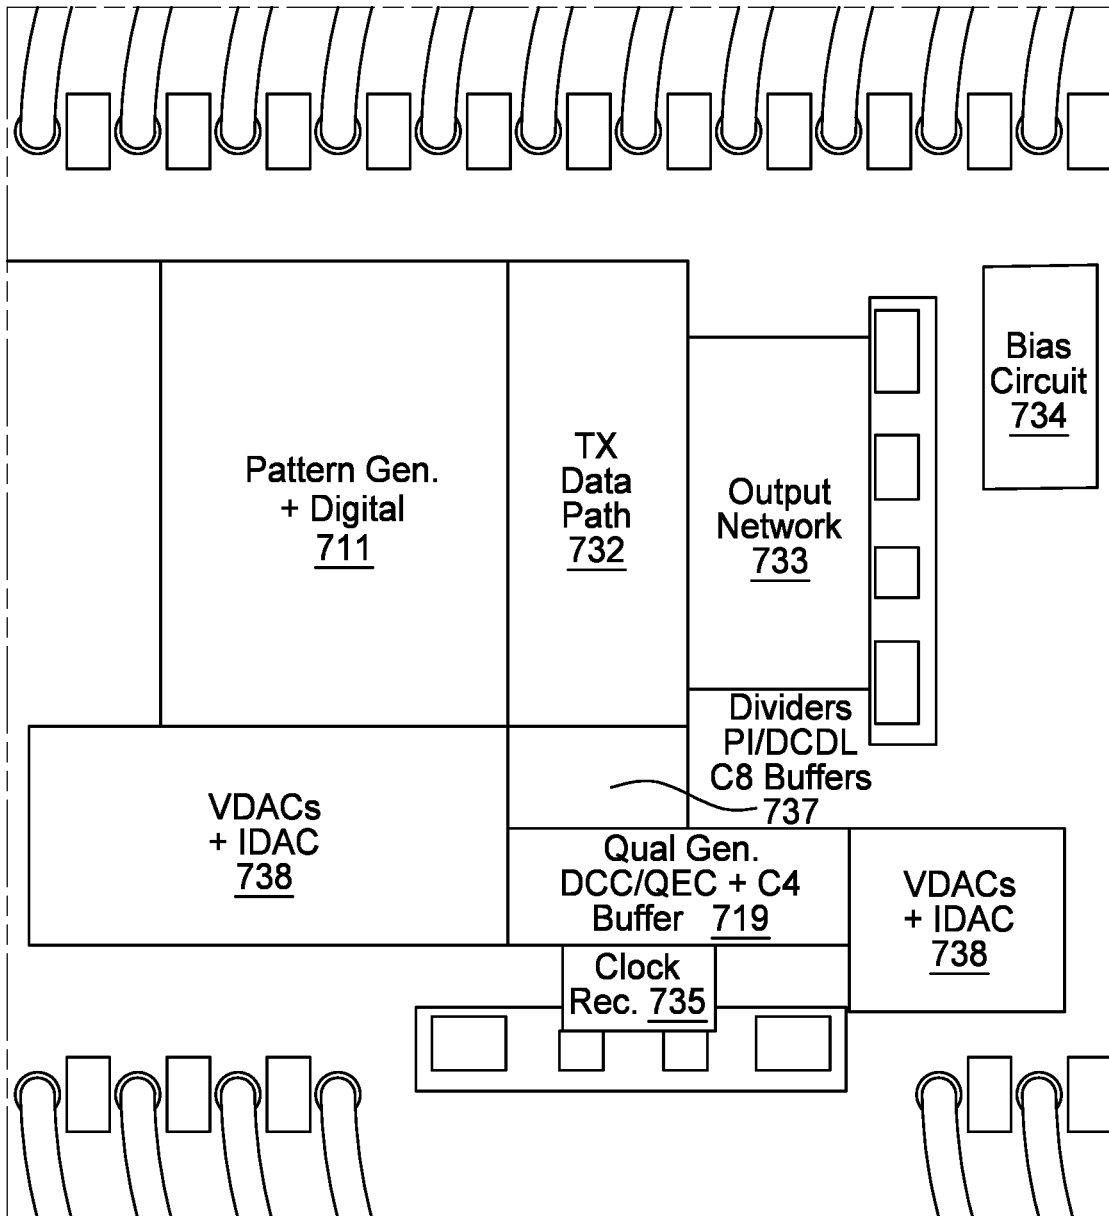 Bias
Circuit
734
Pattern Gen.
+ Digital
711
TX
Data
Path
732
Output
Network
733
Dividers
PI/DCDL
C8 Buffers
737
VDACs
+ IDAC
738
Qual Gen.
DCC/QEC + C4
Buffer 719
VDACs
+ IDAC
738
Clock
Rec. 735